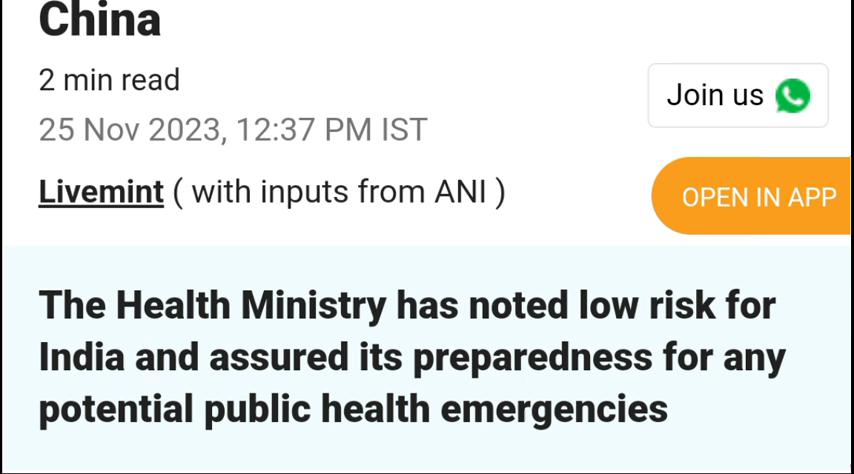 China
2 min read
Join us
25 Nov 2023, 12:37 PM IST
Livemint ( with inputs from ANI )
OPEN IN APP
The Health Ministry has noted low risk for
India and assured its preparedness for any
potential public health emergencies